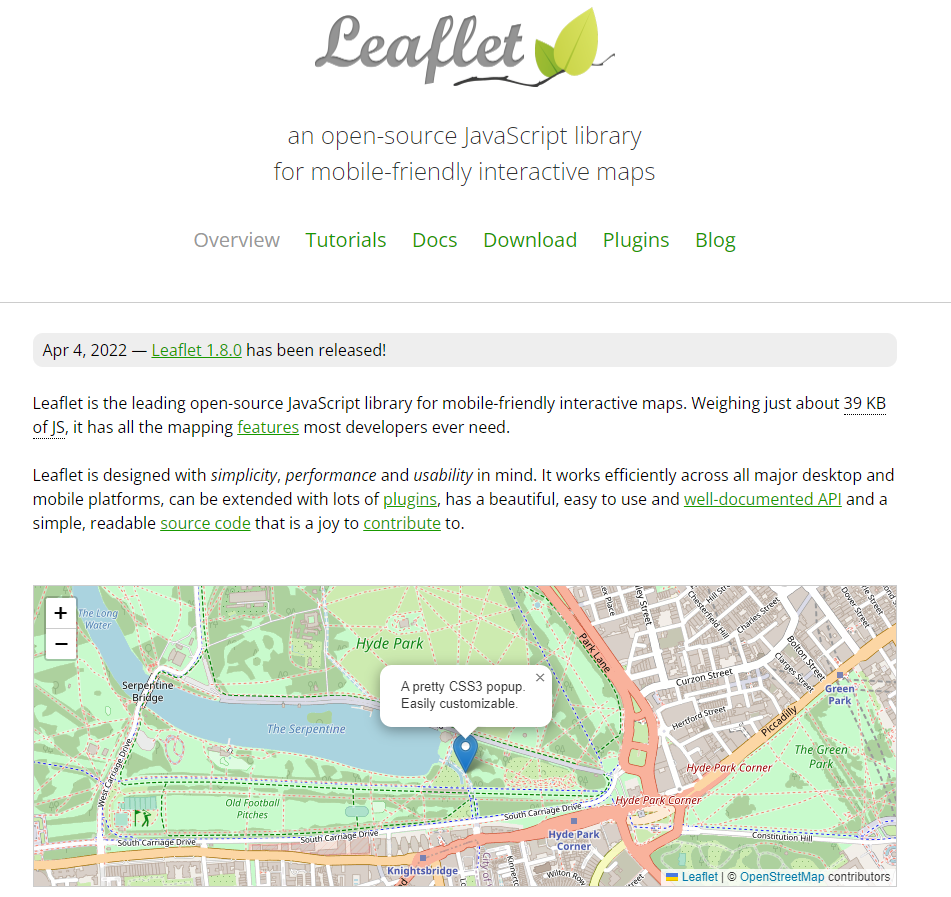 Leaflet
an open-source JavaScript library
for mobile-friendly interactive maps
Overview Tutorials Docs Download Plugins Blog
Apr 4, 2022 — Leaflet 1.8.0 has been released!
Leaflet is the leading open-source JavaScript library for mobile-friendly interactive maps. Weighing just about 39 KB
of JS, it has all the mapping features most developers ever need.
Leaflet is designed with simplicity, performance and usability in mind. It works efficiently across all major desktop and
mobile platforms, can be extended with lots of plugins, has a beautiful, easy to use and well-documented API and a
simple, readable source code that is a joy to contribute to.
+
−
The Long
Water
Hyde Park
Park Lane
Chesterfield Hill
Hill Street
Charles Street
Dover Street
Bolton Street
Clarges Street
Curzon Street
Hertford Street
Piccadilly
Green
Park
The Green
Park
Serpentine
Bridge
The Serpentine
A pretty CSS3 popup.
Easily customizable.
×
West Carriage Drive
Old Football
Pitches
South Carriage Drive
South Carriage Drive
South Carriage Drive
Hyde Park Corner
Hyde Park Corner
Hyde Park
Corner
Constitution Hill
Knightsbridge
Wilton Row
Leaflet | © OpenStreetMap contributors